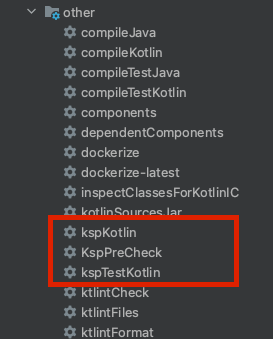 other
compileJava
compileKotlin
compileTestJava
compileTestKotlin
components
dependentComponents
dockerize
dockerize-latest
inspectClassesForKotlinIC
kotlinSourcesJar
kspKotlin
KspPreCheck
kspTestKotlin
ktlintCheck
ktlintFiles
ktlintFormat